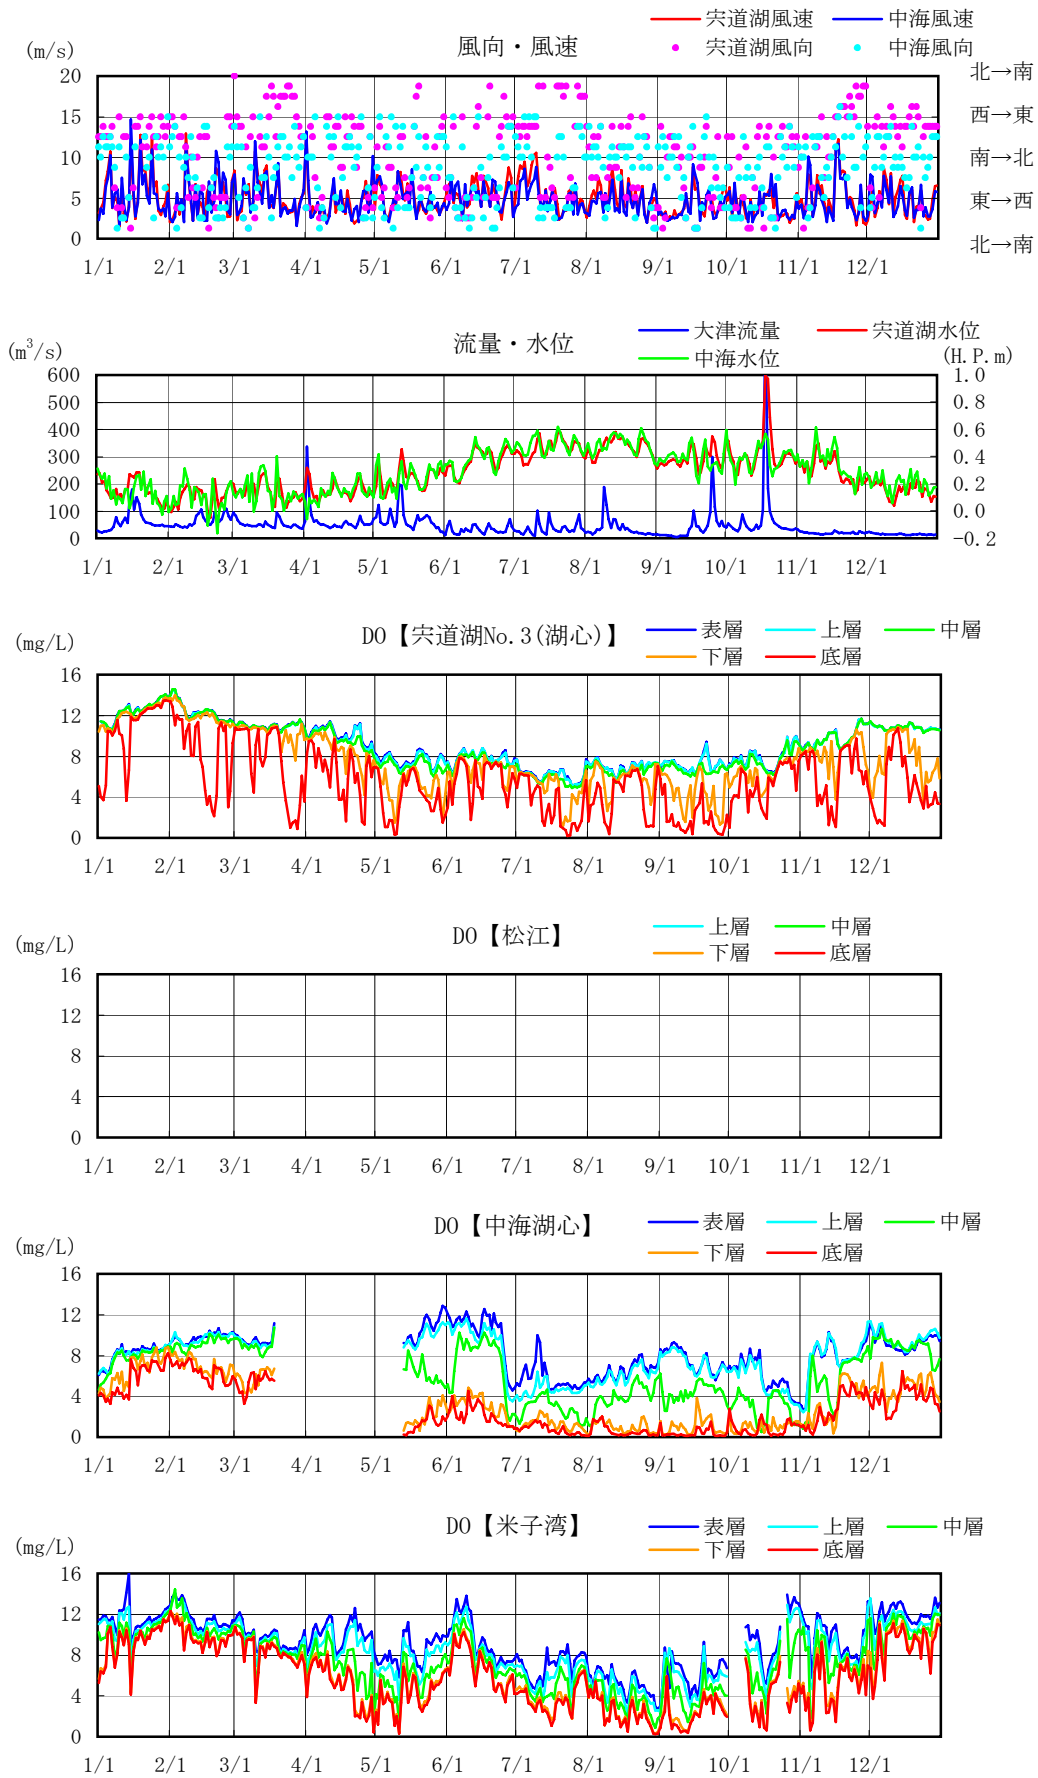 宍道湖風速 中海風速
(m/s) 風向・風速 宍道湖風向 中海風向
20 北→南
15 西→東
10 南→北
5 東→西
0 北→南
1/1 2/1 3/1 4/1 5/1 6/1 7/1 8/1 9/1 10/1 11/1 12/1
(m³/s) 流量・水位 大津流量 宍道湖水位
中海水位 (H.P.m)
600 1.0
500 0.8
400 0.6
300 0.4
200 0.2
100 0.0
0 -0.2
1/1 2/1 3/1 4/1 5/1 6/1 7/1 8/1 9/1 10/1 11/1 12/1
(mg/L) DO【宍道湖No.3(湖心)】 表層 上層 中層
下層 底層
16
12
8
4
0
1/1 2/1 3/1 4/1 5/1 6/1 7/1 8/1 9/1 10/1 11/1 12/1
(mg/L) DO【松江】 上層 中層
下層 底層
16
12
8
4
0
1/1 2/1 3/1 4/1 5/1 6/1 7/1 8/1 9/1 10/1 11/1 12/1
(mg/L) DO【中海湖心】 表層 上層 中層
下層 底層
16
12
8
4
0
1/1 2/1 3/1 4/1 5/1 6/1 7/1 8/1 9/1 10/1 11/1 12/1
(mg/L) DO【米子湾】 表層 上層 中層
下層 底層
16
12
8
4
0
1/1 2/1 3/1 4/1 5/1 6/1 7/1 8/1 9/1 10/1 11/1 12/1